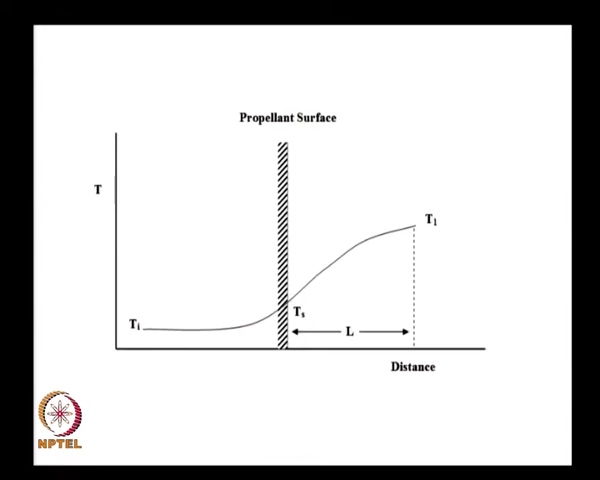 Propellant Surface
T
T₁
Tᵢ
Tₛ
L
Distance
NPTEL